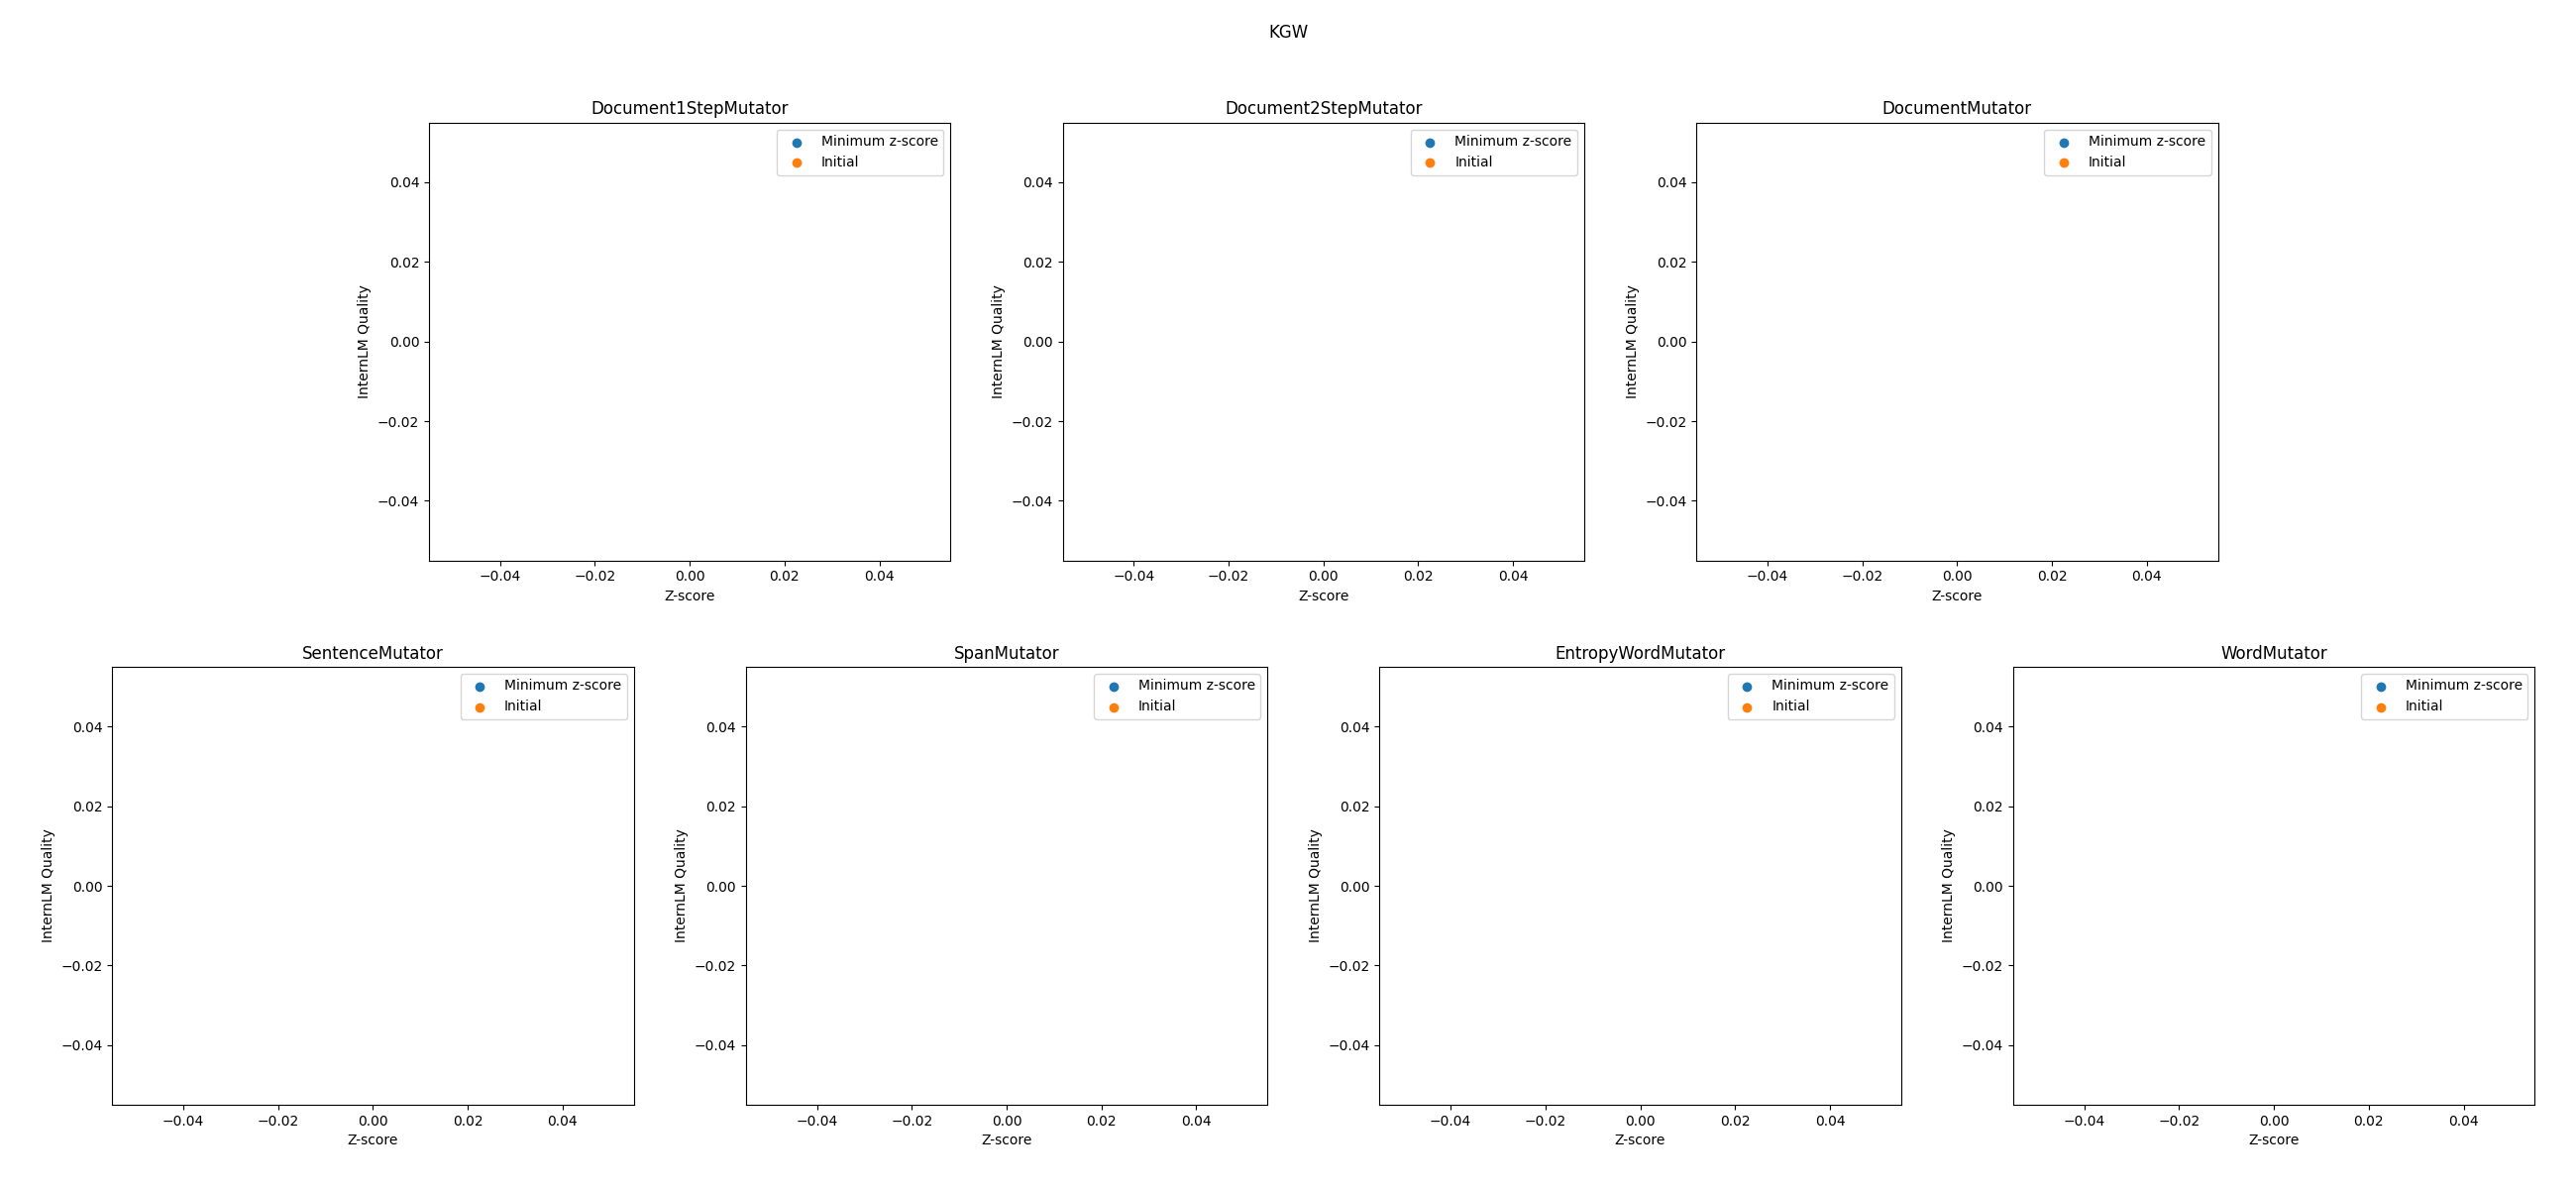 KGW
Document1StepMutator
Minimum z-score
Initial
0.04
0.02
0.00
−0.02
−0.04
InternLM Quality
−0.04 −0.02 0.00 0.02 0.04
Z-score
Document2StepMutator
Minimum z-score
Initial
0.04
0.02
0.00
−0.02
−0.04
InternLM Quality
−0.04 −0.02 0.00 0.02 0.04
Z-score
DocumentMutator
Minimum z-score
Initial
0.04
0.02
0.00
−0.02
−0.04
InternLM Quality
−0.04 −0.02 0.00 0.02 0.04
Z-score
SentenceMutator
Minimum z-score
Initial
0.04
0.02
0.00
−0.02
−0.04
InternLM Quality
−0.04 −0.02 0.00 0.02 0.04
Z-score
SpanMutator
Minimum z-score
Initial
0.04
0.02
0.00
−0.02
−0.04
InternLM Quality
−0.04 −0.02 0.00 0.02 0.04
Z-score
EntropyWordMutator
Minimum z-score
Initial
0.04
0.02
0.00
−0.02
−0.04
InternLM Quality
−0.04 −0.02 0.00 0.02 0.04
Z-score
WordMutator
Minimum z-score
Initial
0.04
0.02
0.00
−0.02
−0.04
InternLM Quality
−0.04 −0.02 0.00 0.02 0.04
Z-score